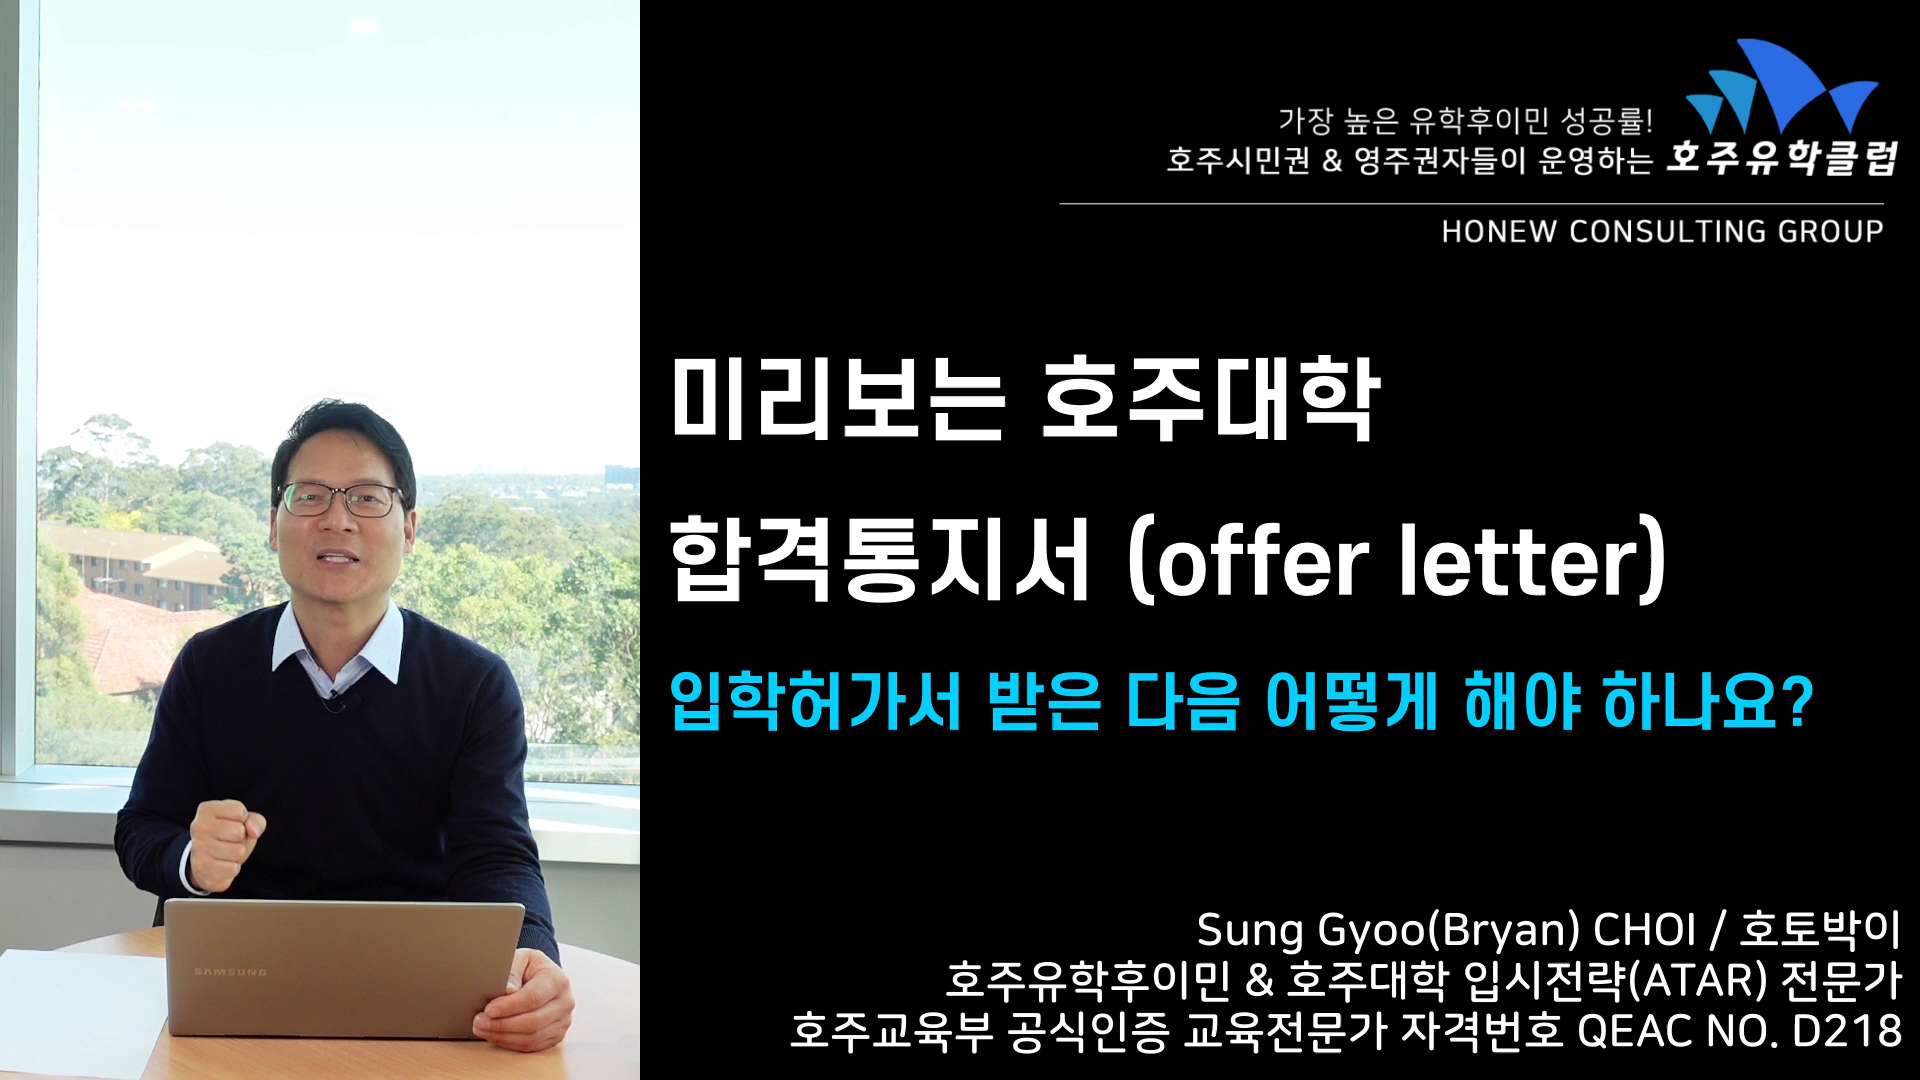 가장 높은 유학후이민 성공률!
호주시민권 & 영주권자들이 운영하는 호주유학클럽
HONEW CONSULTING GROUP
미리보는 호주대학
합격통지서 (offer letter)
입학허가서 받은 다음 어떻게 해야 하나요?
SAMSUNG
Sung Gyoo(Bryan) CHOI / 호토박이
호주유학후이민 & 호주대학 입시전략(ATAR) 전문가
호주교육부 공식인증 교육전문가 자격번호 QEAC NO. D218